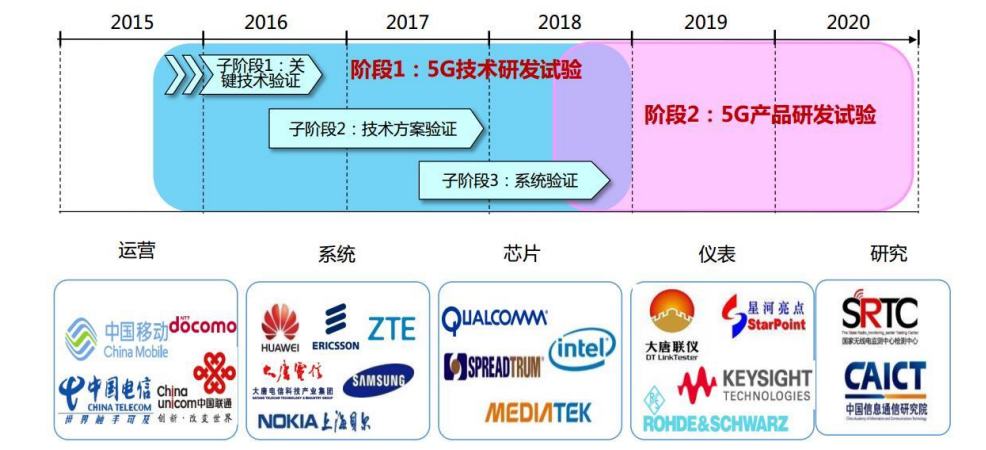 2015 2016 2017 2018 2019 2020
子阶段1：关
键技术验证
阶段1：5G技术研发试验
子阶段2：技术方案验证
阶段2：5G产品研发试验
子阶段3：系统验证
运营 系统 芯片 仪表 研究
中国移动
China Mobile
NTT
docomo
中国电信
CHINA TELECOM
世界触手可及
China
unicom中国联通
创新·改变世界
HUAWEI
ERICSSON
ZTE
大唐电信
大唐电信科技产业集团
SAMSUNG
NOKIA上海贝尔
QUALCOMM
SPREADTRUM
intel
MEDIATEK
大唐联仪
DT LinkTester
星河亮点
StarPoint
KEYSIGHT
TECHNOLOGIES
ROHDE&SCHWARZ
SRTC
国家无线电监测中心检测中心
CAICT
中国信息通信研究院